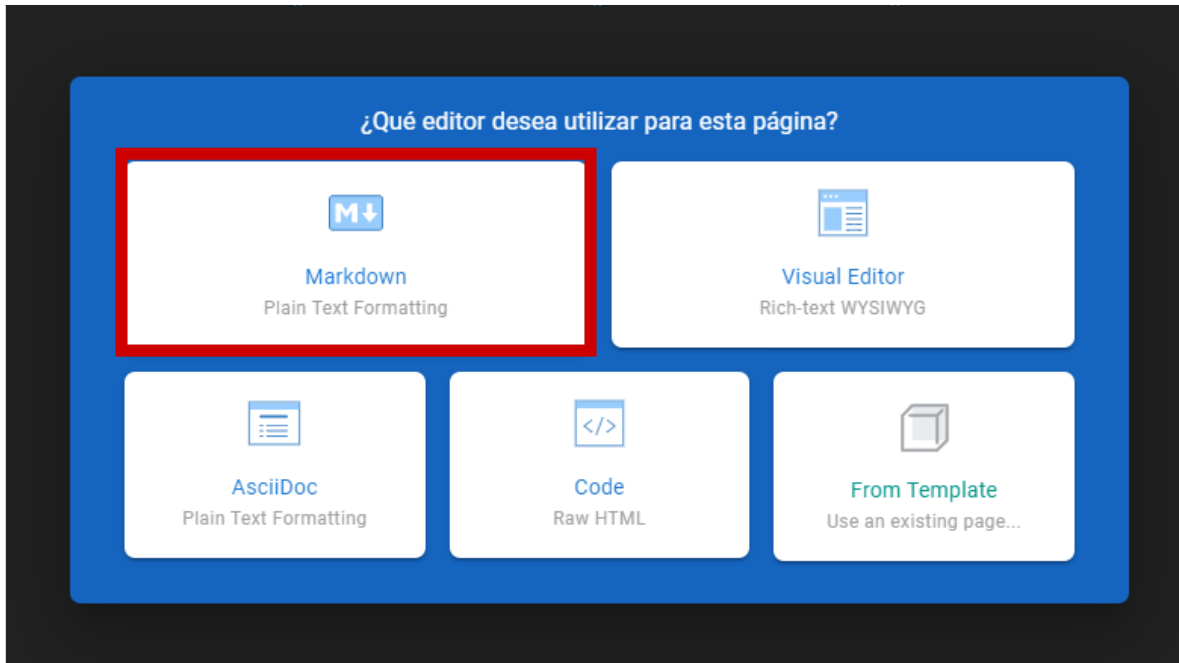 ¿Qué editor desea utilizar para esta página?
M
Markdown
Plain Text Formatting
Visual Editor
Rich-text WYSIWYG
</>
AsciiDoc
Plain Text Formatting
Code
Raw HTML
From Template
Use an existing page...